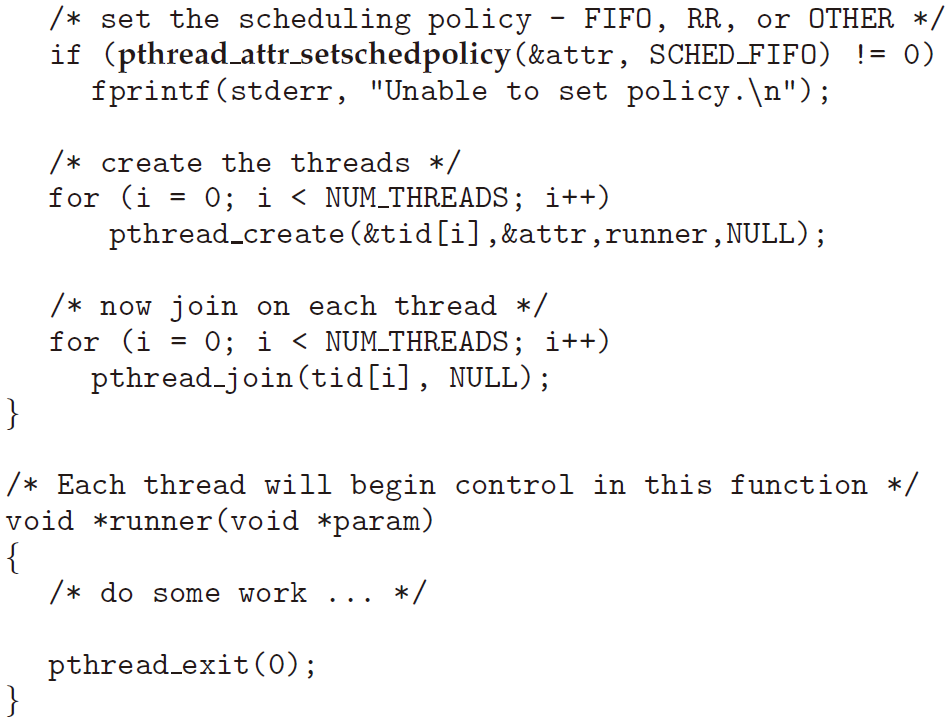 /* set the scheduling policy - FIFO, RR, or OTHER */
if (pthread_attr_setschedpolicy(&attr, SCHED_FIFO) != 0)
fprintf(stderr, "Unable to set policy.\n");
/* create the threads */
for (i = 0; i < NUM_THREADS; i++)
pthread_create(&tid[i],&attr,runner,NULL);
/* now join on each thread */
for (i = 0; i < NUM_THREADS; i++)
pthread_join(tid[i], NULL);
}
/* Each thread will begin control in this function */
void *runner(void *param)
{
/* do some work ... */
pthread_exit(0);
}